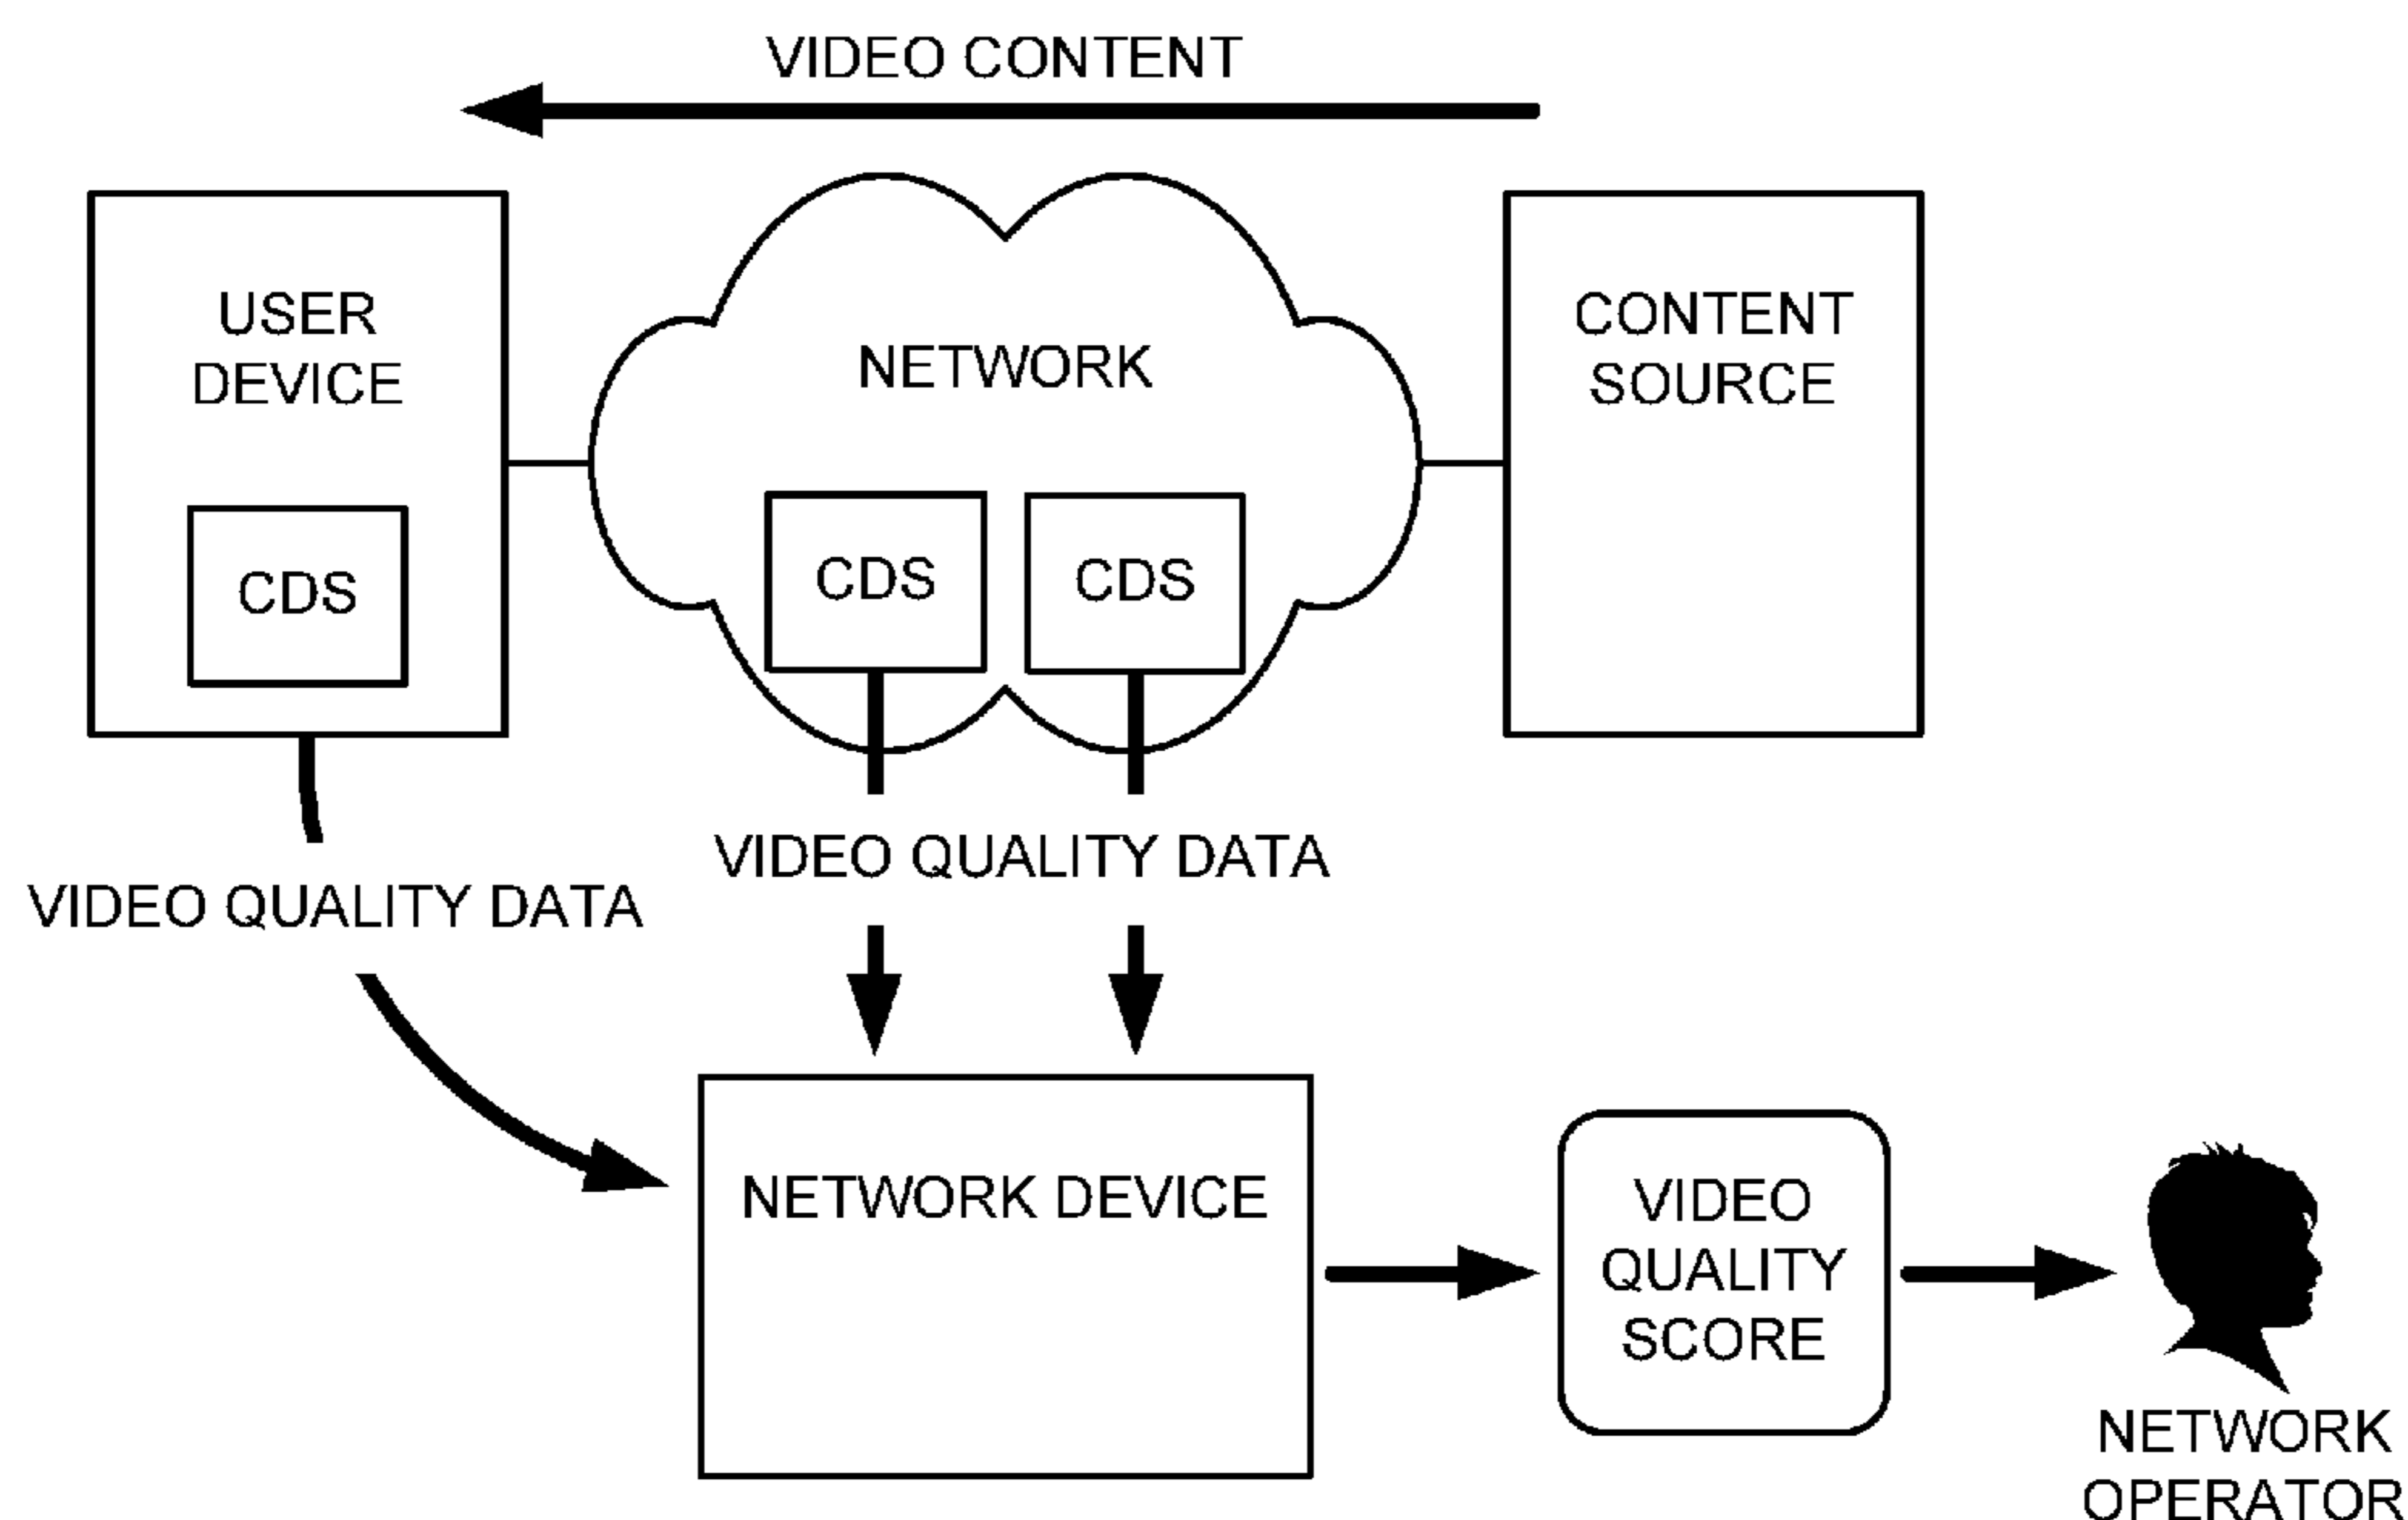 VIDEO CONTENT
USER
DEVICE
CDS
NETWORK
CDS
CDS
CONTENT
SOURCE
VIDEO QUALITY DATA
VIDEO QUALITY DATA
NETWORK DEVICE
VIDEO
QUALITY
SCORE
NETWORK
OPERATOR